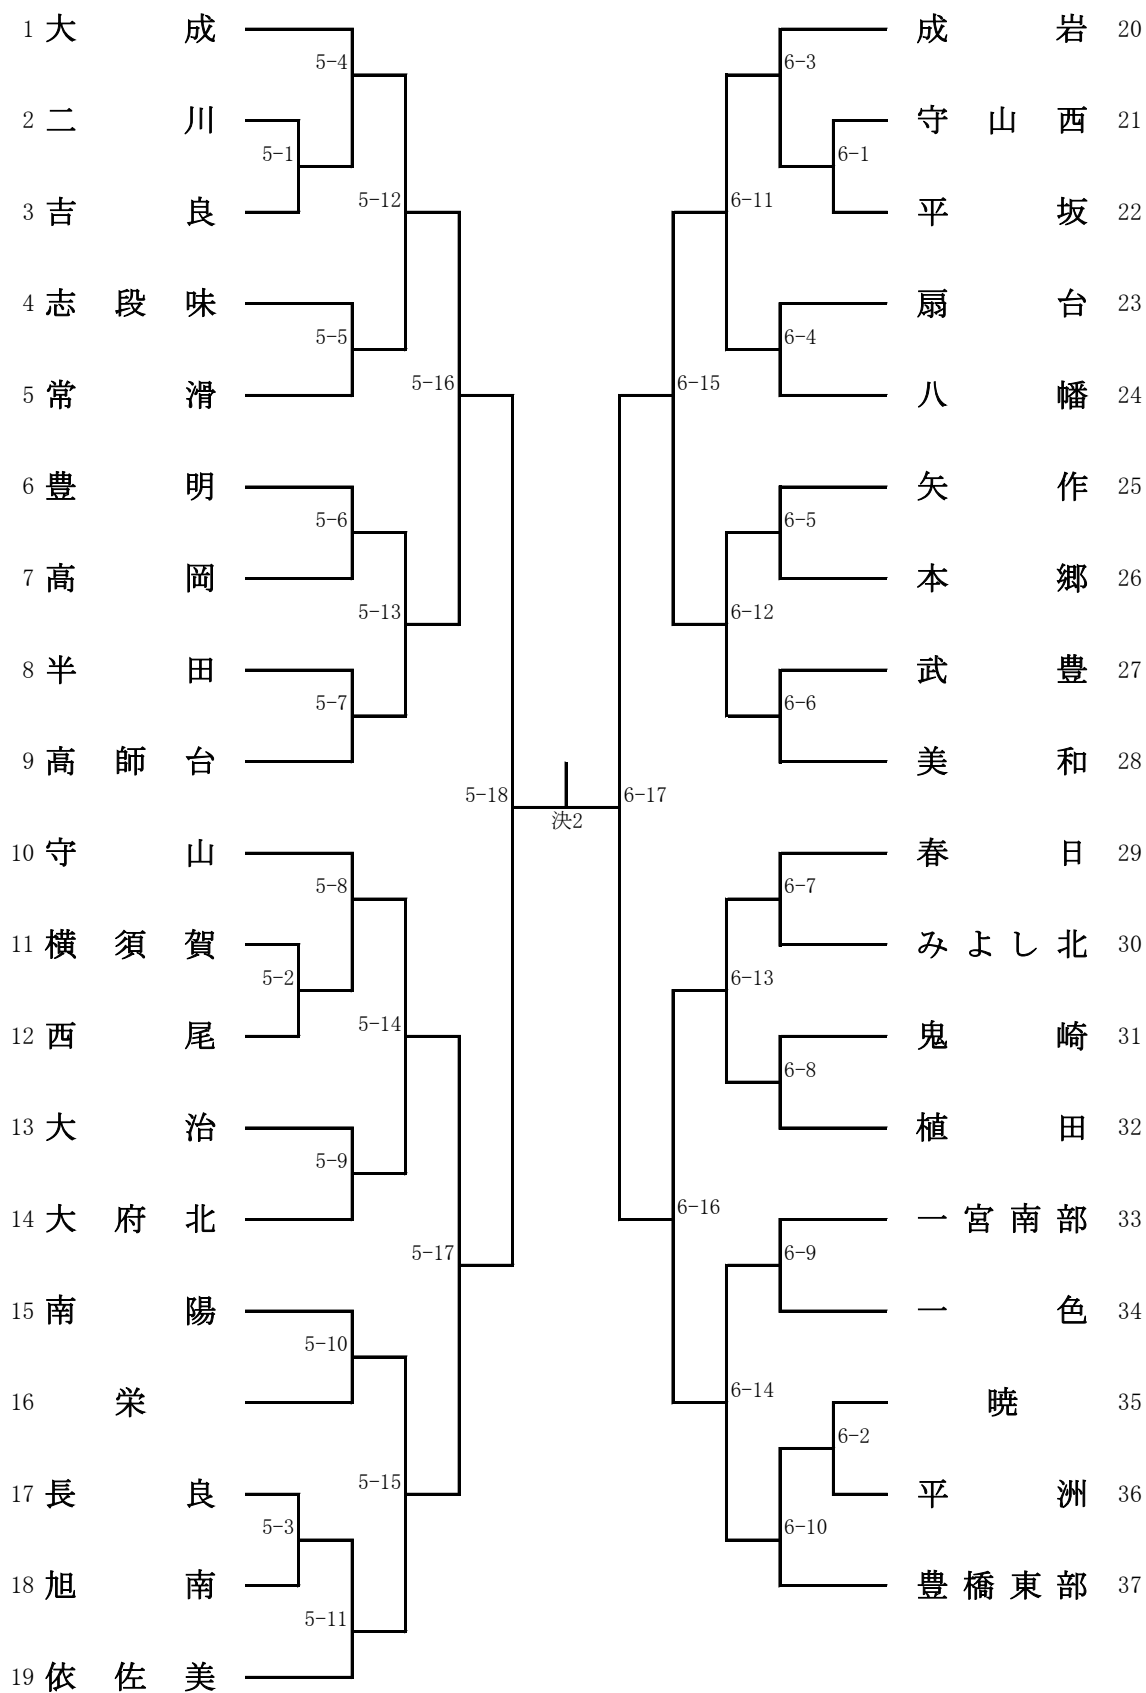 1 大成
5-4
2 二川
5-1
3 吉良
5-12
4 志段味
5-5
5 常滑
5-16
6 豊明
5-6
7 高岡
5-13
8 半田
5-7
9 高師台
5-18
10 守山
5-8
11 横須賀
5-2
12 西尾
5-14
13 大治
5-9
14 大府北
5-17
15 南陽
5-10
16 栄
5-15
17 長良
5-3
18 旭南
5-11
19 依佐美
決2
成岩 20
6-3
守山西 21
6-1
平坂 22
6-11
扇台 23
6-4
八幡 24
6-15
矢作 25
6-5
本郷 26
6-12
武豊 27
6-6
美和 28
6-17
春日 29
6-7
みよし北 30
6-13
鬼崎 31
6-8
植田 32
6-16
一宮南部 33
6-9
一色 34
6-14
暁 35
6-2
平洲 36
6-10
豊橋東部 37